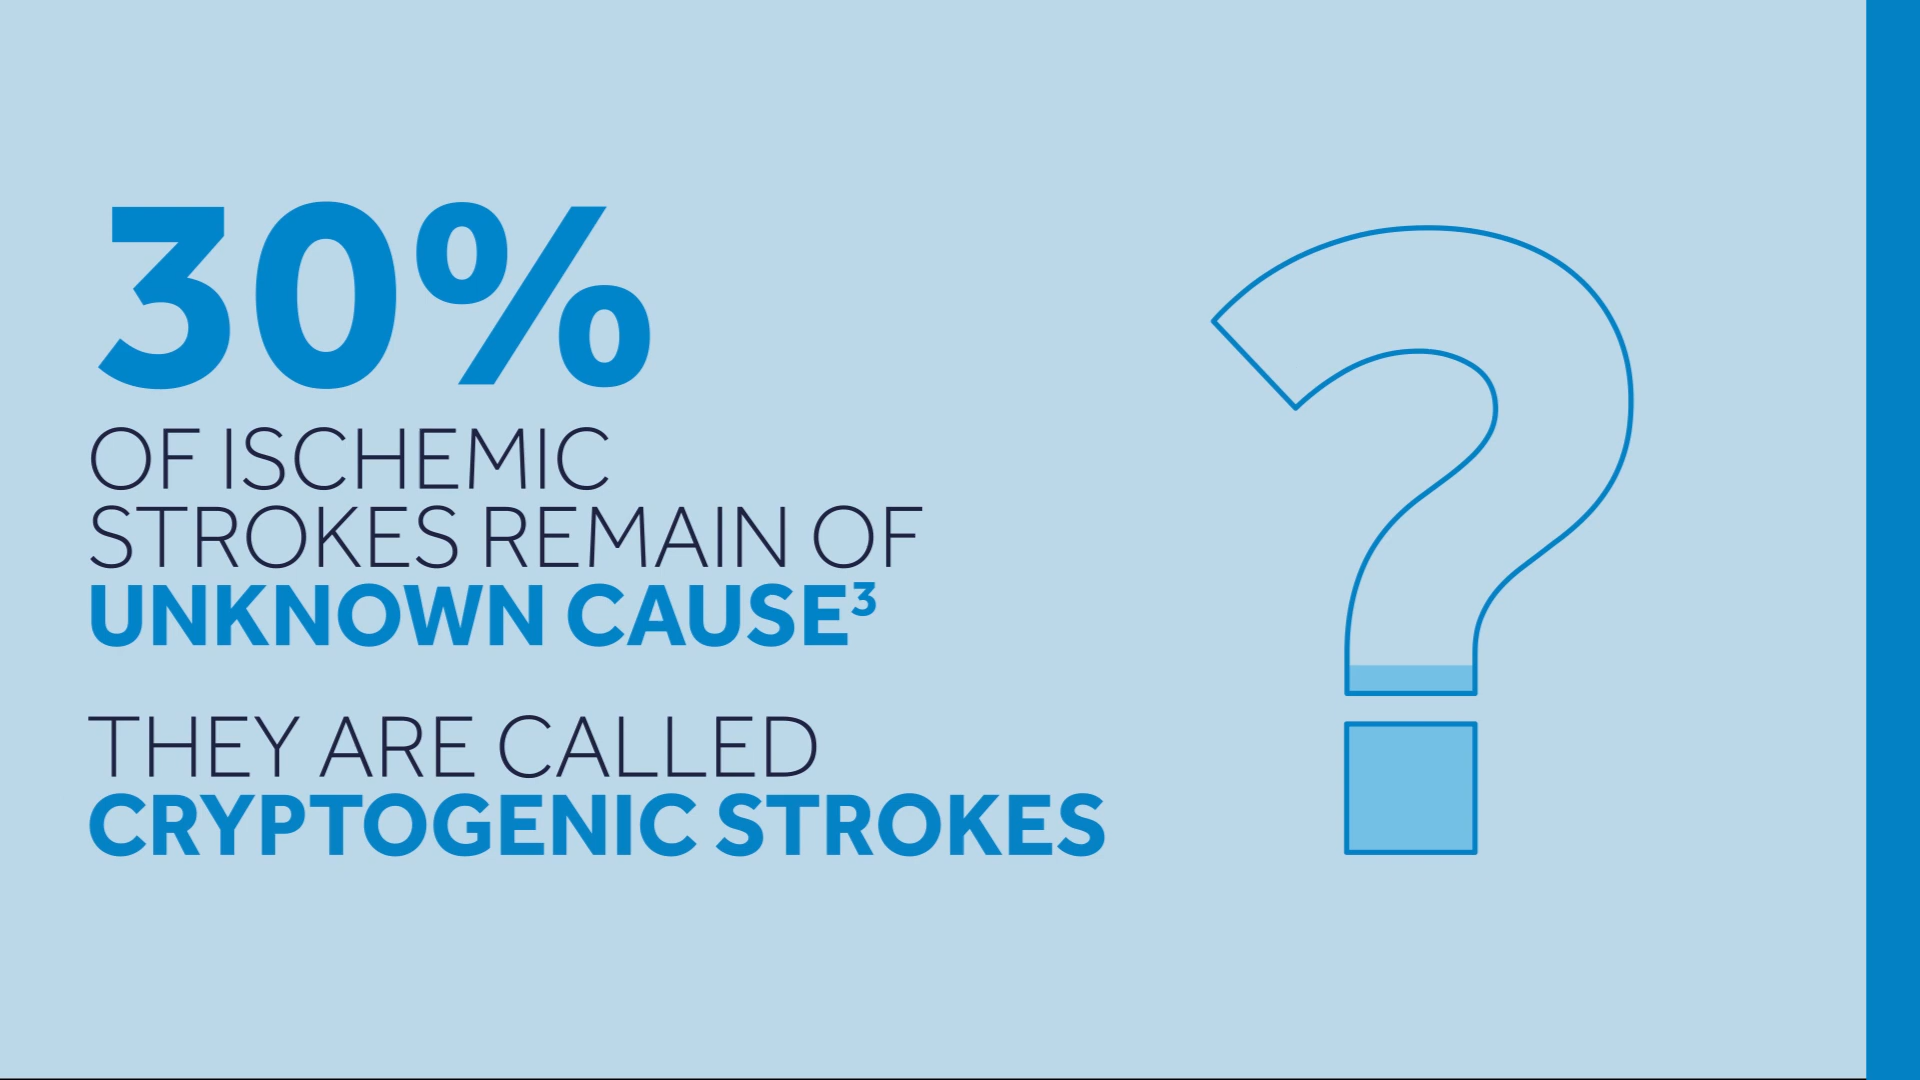 30%
OF ISCHEMIC
STROKES REMAIN OF
UNKNOWN CAUSE³
THEY ARE CALLED
CRYPTOGENIC STROKES
?